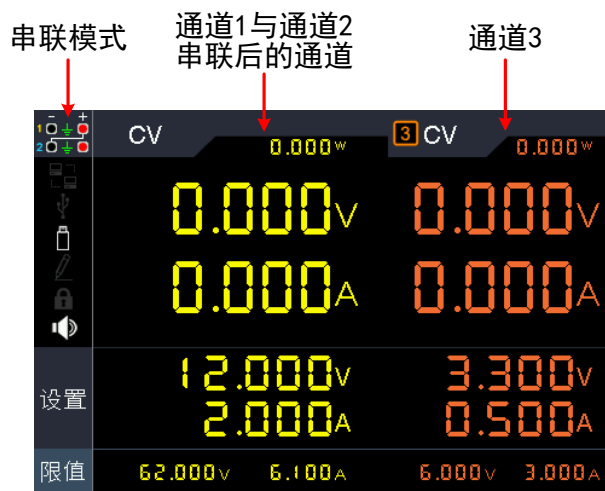 串联模式
通道1与通道2
串联后的通道
通道3
- +
1
2
CV
0.000W
3 CV
0.000W
0.000V
0.000V
0.000A
0.000A
设置
12.000V
3.300V
2.000A
0.500A
限值
62.000V
6.100A
6.000V
3.000A